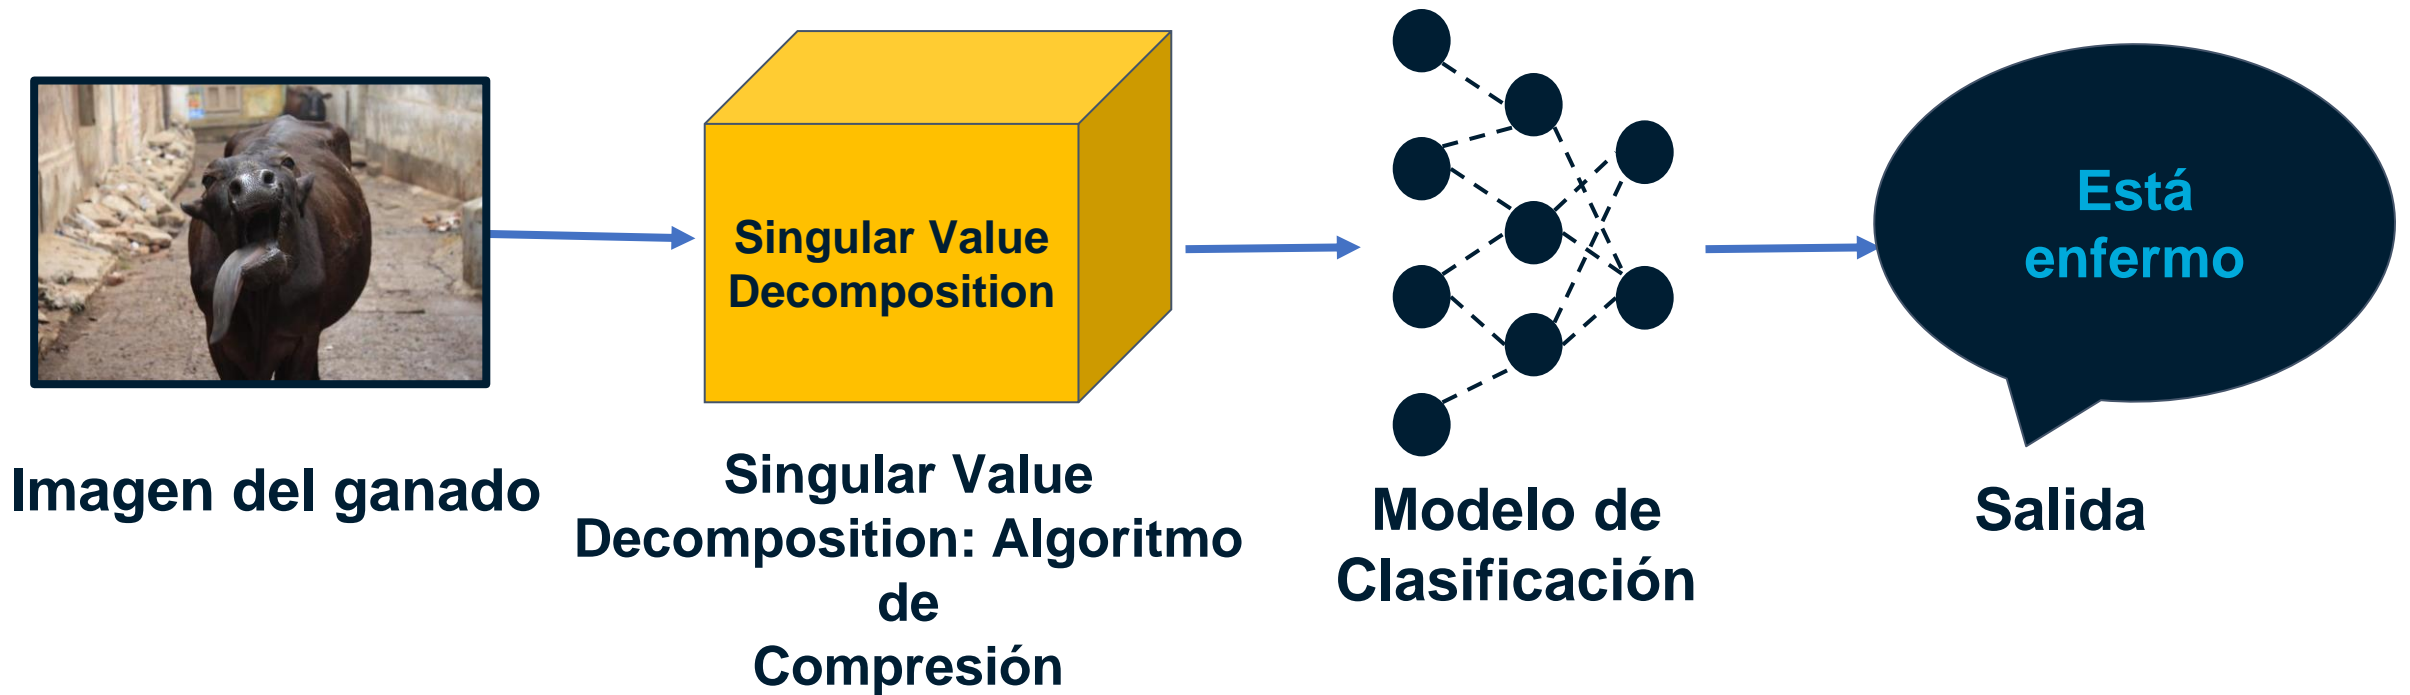 Singular Value
Decomposition
Está
enfermo
Imagen del ganado
Singular Value
Decomposition: Algoritmo
de
Compresión
Modelo de
Clasificación
Salida